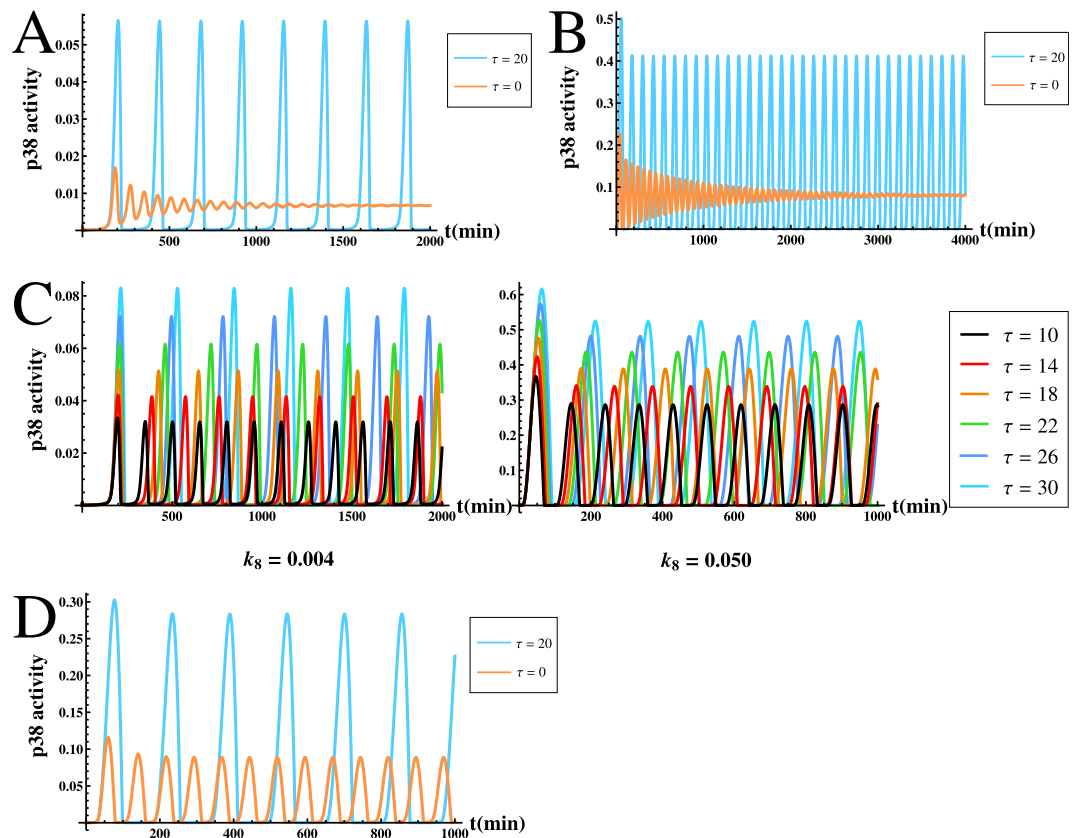 A
p38 activity
0.05
0.04
0.03
0.02
0.01
500
1000
1500
2000
t(min)
τ = 20
τ = 0
B
p38 activity
0.5
0.4
0.3
0.2
0.1
1000
2000
3000
4000
t(min)
τ = 20
τ = 0
C
p38 activity
0.08
0.06
0.04
0.02
500
1000
1500
2000
t(min)
k8 = 0.004
p38 activity
0.6
0.5
0.4
0.3
0.2
0.1
200
400
600
800
1000
t(min)
k8 = 0.050
τ = 10
τ = 14
τ = 18
τ = 22
τ = 26
τ = 30
D
p38 activity
0.30
0.25
0.20
0.15
0.10
0.05
200
400
600
800
1000
t(min)
τ = 20
τ = 0